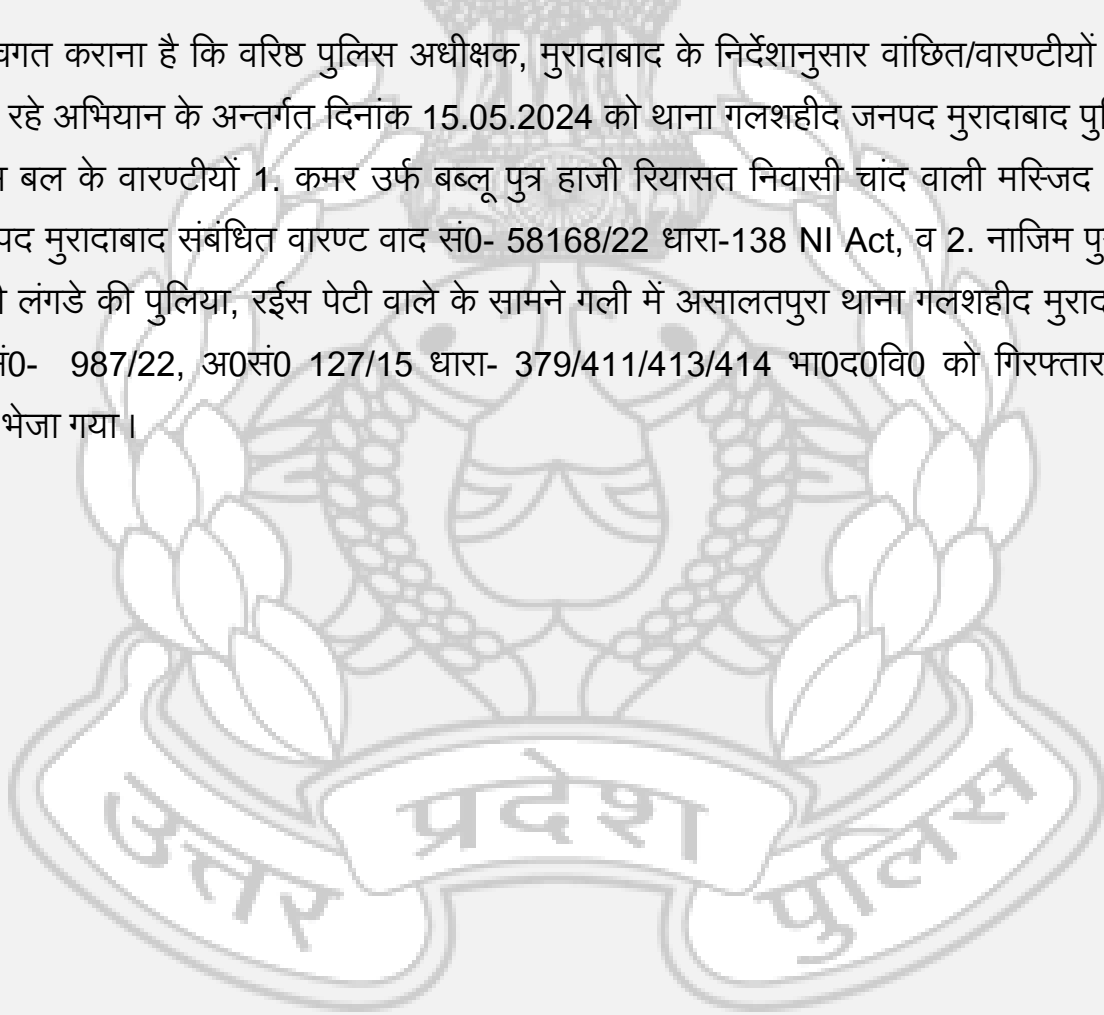 वगत कराना है कि वरिष्ठ पुलिस अधीक्षक, मुरादाबाद के निर्देशानुसार वांछित/वारण्टीयों
रहे अभियान के अन्तर्गत दिनांक 15.05.2024 को थाना गलशहीद जनपद मुरादाबाद
बल के वारण्टीयों 1. कमर उर्फ बब्लू पुत्र हाजी रियासत निवासी चांद वाली मस्जिद
पद मुरादाबाद संबंधित वारण्ट वाद सं0- 58168/22 धारा-138 NI Act, व 2. नाजिम
लंगडे की पुलिया, रईस पेटी वाले के सामने गली में असालतपुरा थाना गलशहीद मुराद
सं0- 987/22, अ0सं0 127/15 धारा- 379/411/413/414 भा0द0वि0 को गिरफ्तार
भेजा गया।
उत्तर प्रदेश पुलिस